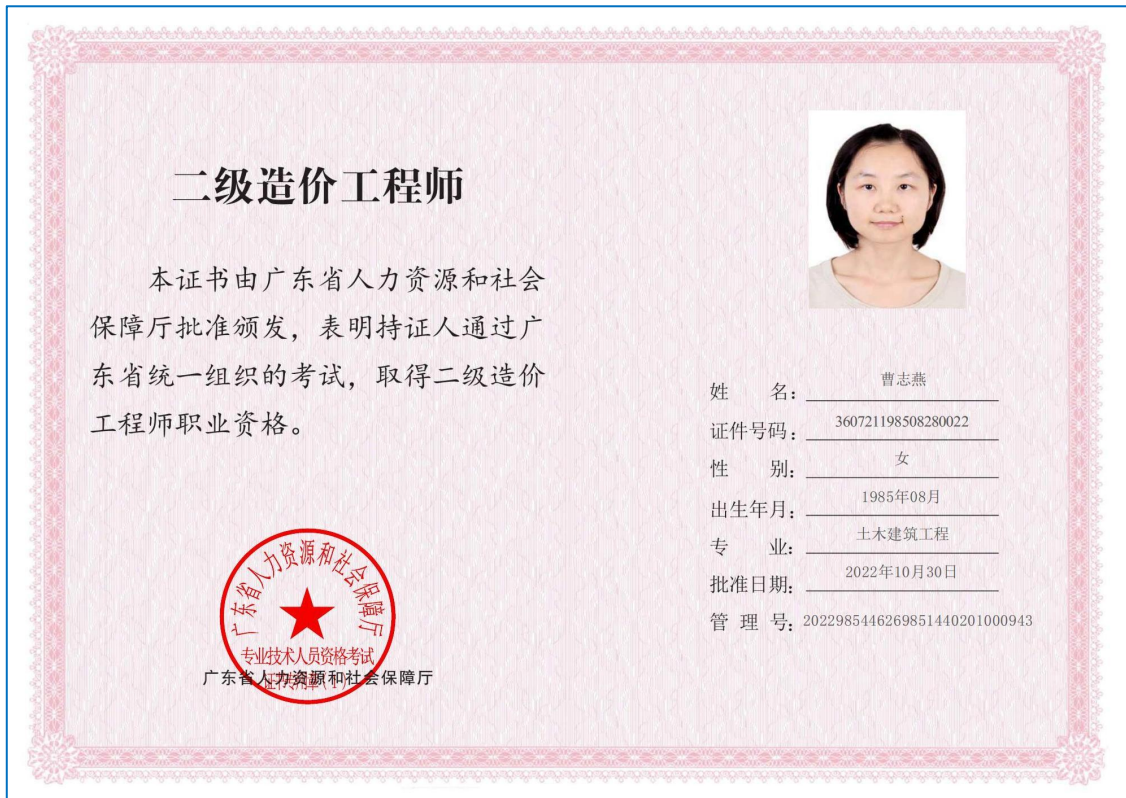 二级造价工程师
本证书由广东省人力资源和社会
保障厅批准颁发，表明持证人通过广
东省统一组织的考试，取得二级造价
工程师职业资格。
姓 名：曹志燕
证件号码：360721198508280022
性 别：女
出生年月：1985年08月
专 业：土木建筑工程
批准日期：2022年10月30日
管 理 号：2022985446269851440201000943
广东省人力资源和社会保障厅
专业技术人员资格考试
证书专用章（1）
广东省人力资源和社会保障厅